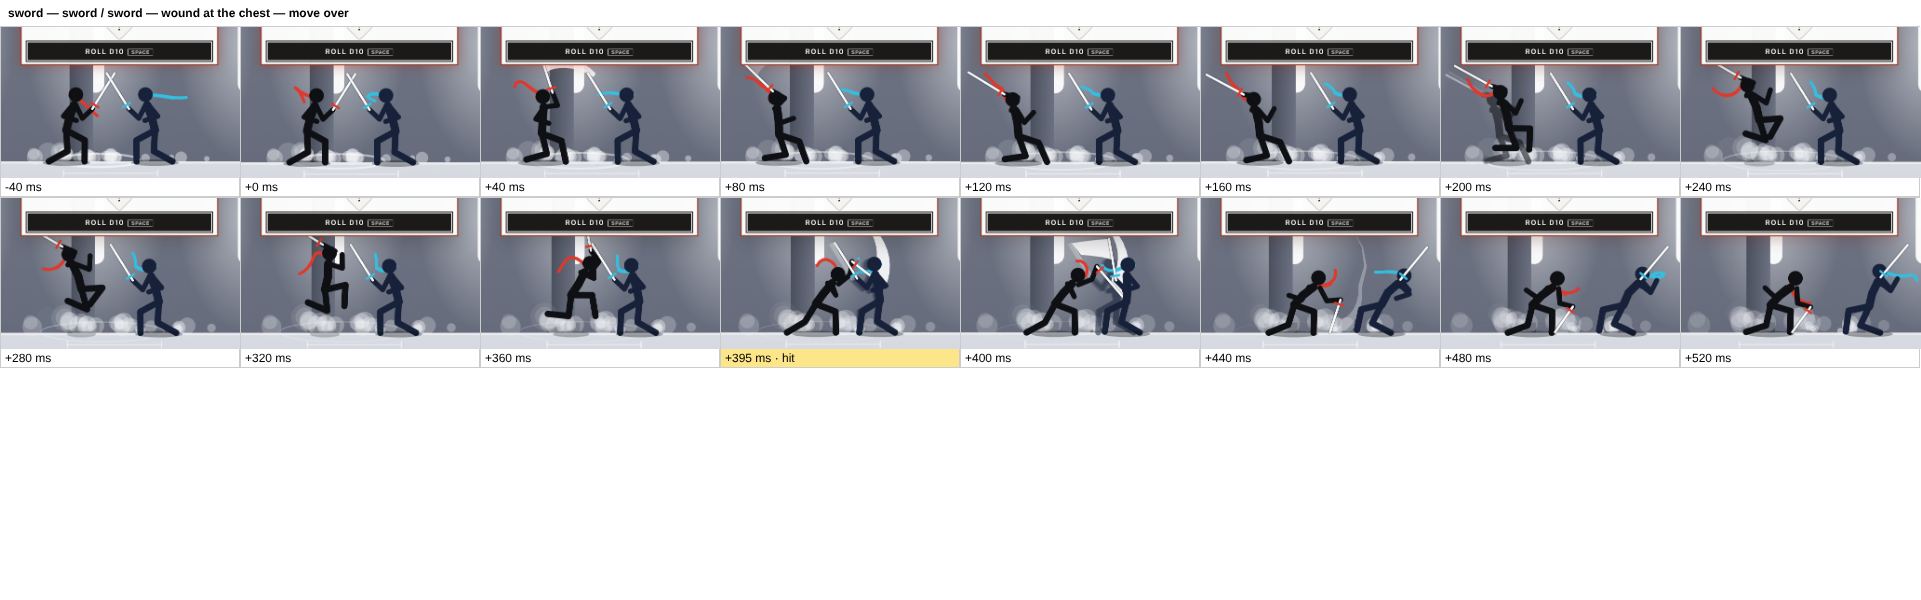 sword — sword / sword — wound at the chest — move over
ROLL D10 SPACE
ROLL D10 SPACE
ROLL D10 SPACE
ROLL D10 SPACE
ROLL D10 SPACE
ROLL D10 SPACE
ROLL D10 SPACE
ROLL D10 SPACE
-40 ms
+0 ms
+40 ms
+80 ms
+120 ms
+160 ms
+200 ms
+240 ms
ROLL D10 SPACE
ROLL D10 SPACE
ROLL D10 SPACE
ROLL D10 SPACE
ROLL D10 SPACE
ROLL D10 SPACE
ROLL D10 SPACE
ROLL D10 SPACE
+280 ms
+320 ms
+360 ms
+395 ms · hit
+400 ms
+440 ms
+480 ms
+520 ms